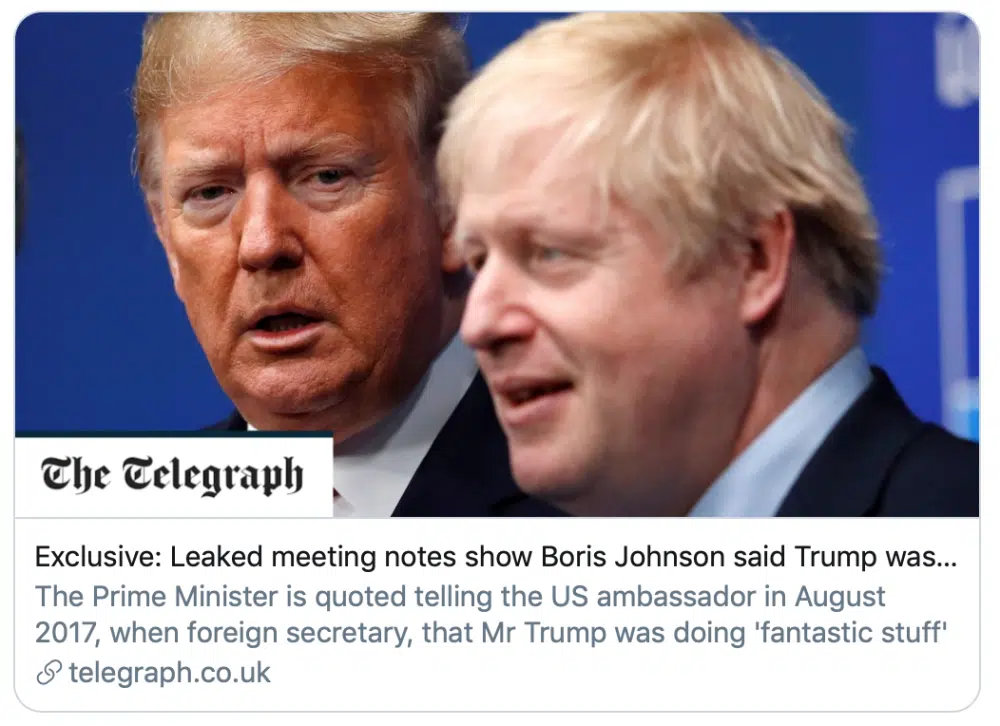 The Telegraph
Exclusive: Leaked meeting notes show Boris Johnson said Trump was...
The Prime Minister is quoted telling the US ambassador in August
2017, when foreign secretary, that Mr Trump was doing 'fantastic stuff'
telegraph.co.uk